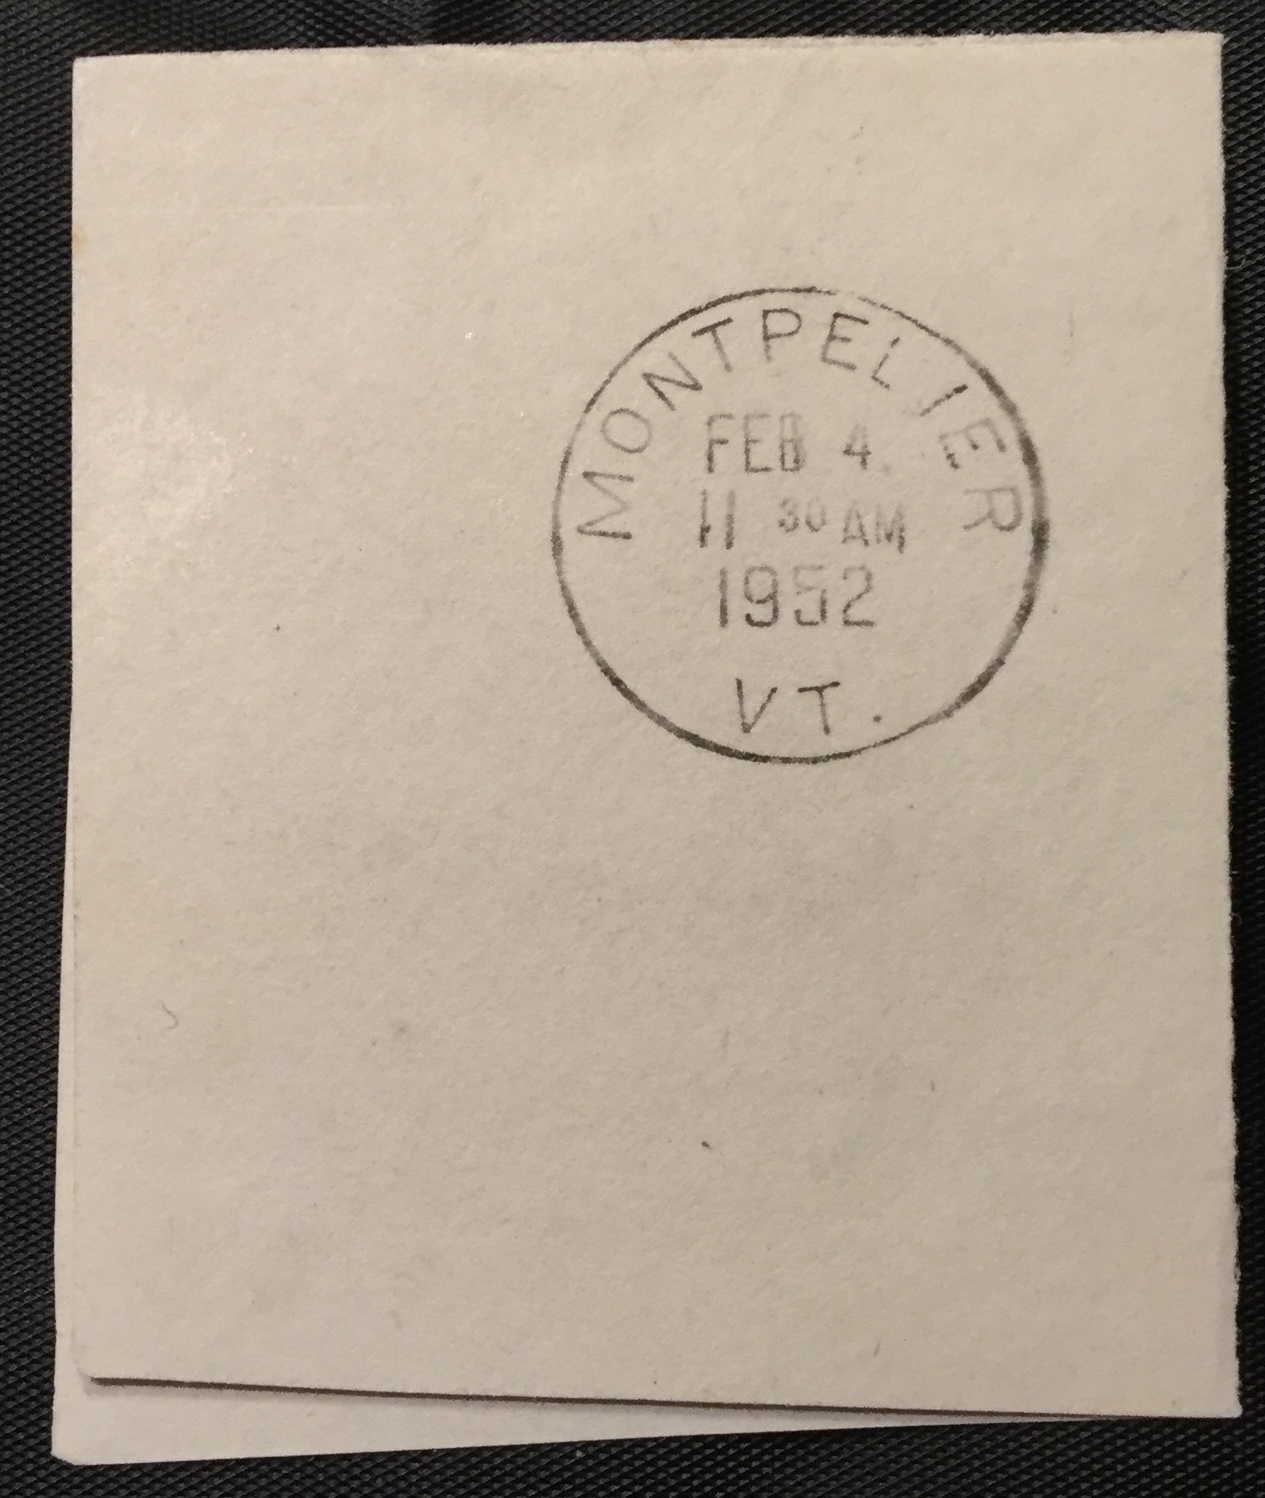 MONTPELIER
FEB 4
11 30 AM
1952
VT.